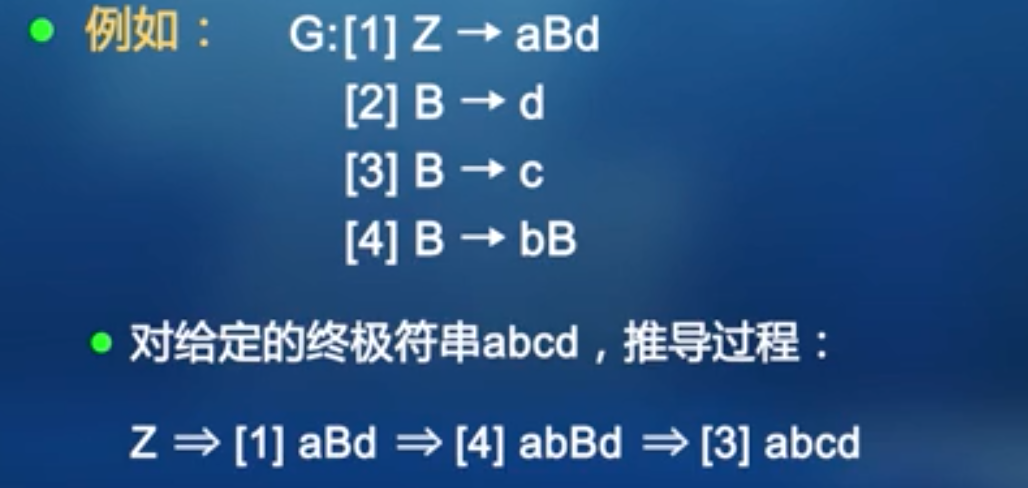 例如： G:[1] Z → aBd
[2] B → d
[3] B → c
[4] B → bB
对给定的终极符串abcd，推导过程：
Z ⇒ [1] aBd ⇒ [4] abBd ⇒ [3] abcd